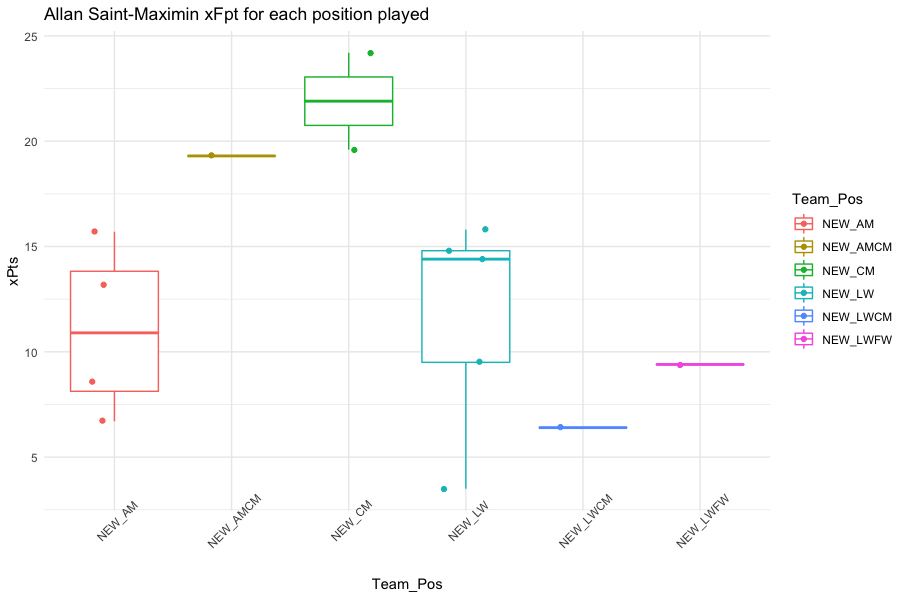 Allan Saint-Maximin xFpt for each position played
25
20
15
10
5
xPts
NEW_AM
NEW_AMCM
NEW_CM
NEW_LW
NEW_LWCM
NEW_LWFW
Team_Pos
Team_Pos
NEW_AM
NEW_AMCM
NEW_CM
NEW_LW
NEW_LWCM
NEW_LWFW